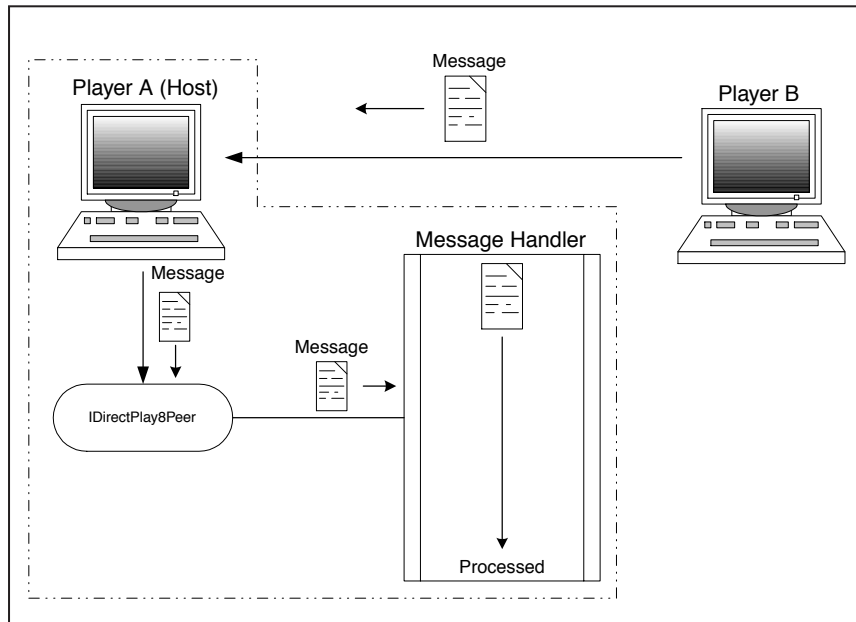 Message
Player A (Host)
Player B
Message Handler
Message
Message
IDirectPlay8Peer
Processed